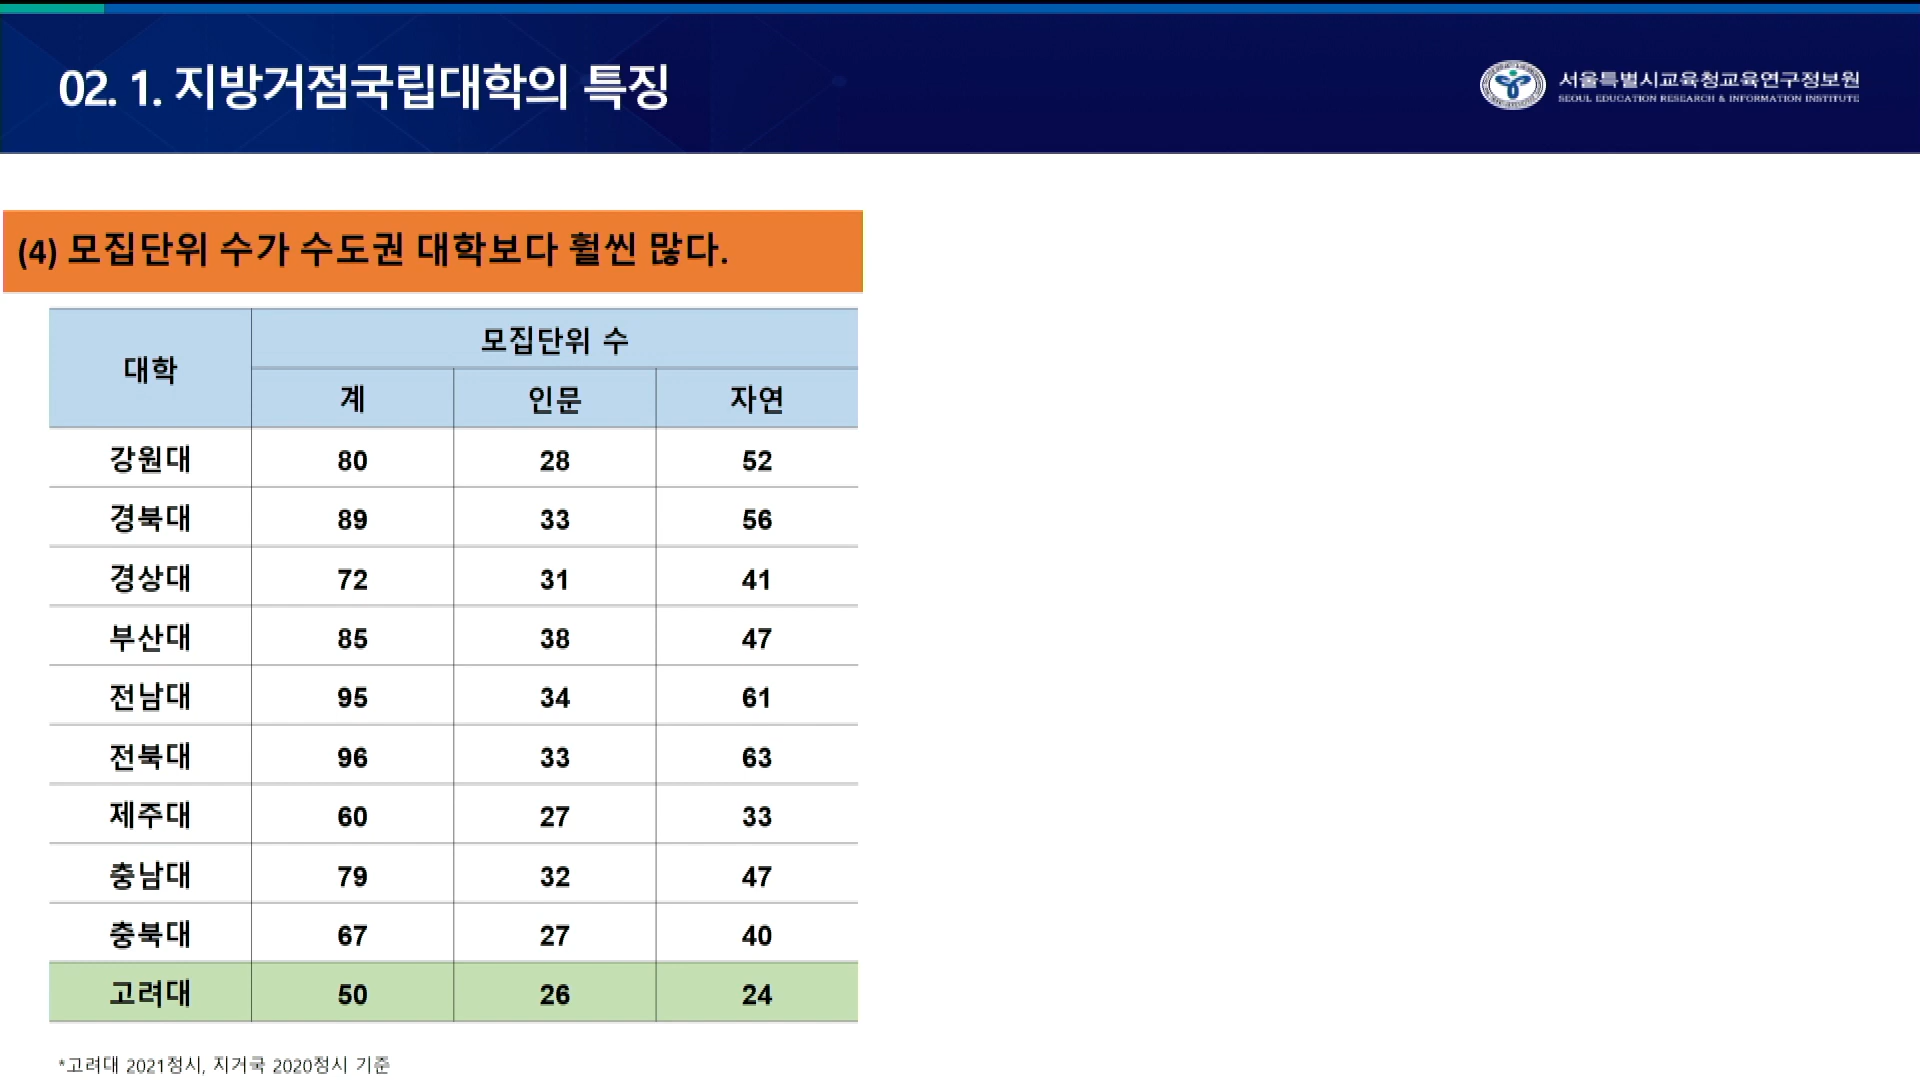 02. 1. 지방거점국립대학의 특징
서울특별시교육청교육연구정보원
SEOUL EDUCATION RESEARCH & INFORMATION INSTITUTE
(4) 모집단위 수가 수도권 대학보다 훨씬 많다.
대학 모집단위 수
계 인문 자연
강원대 80 28 52
경북대 89 33 56
경상대 72 31 41
부산대 85 38 47
전남대 95 34 61
전북대 96 33 63
제주대 60 27 33
충남대 79 32 47
충북대 67 27 40
고려대 50 26 24
*고려대 2021정시, 지거국 2020정시 기준